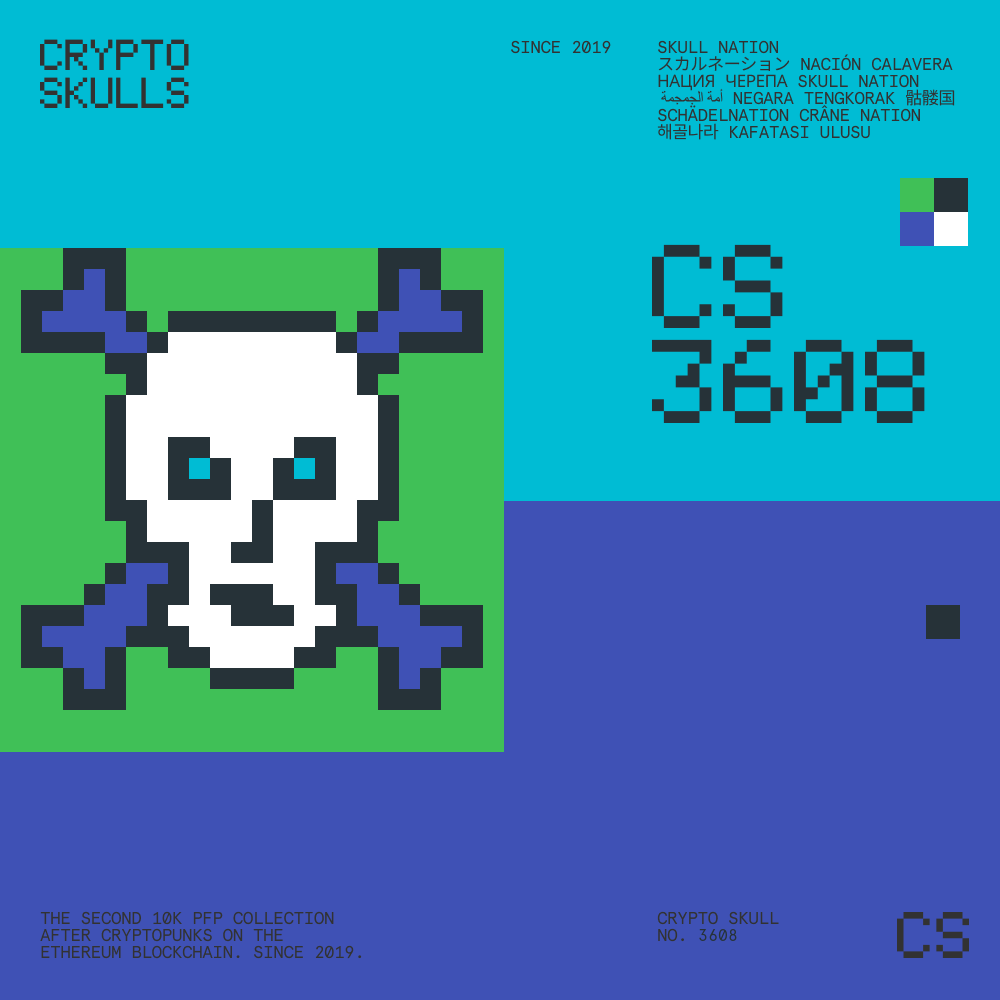 CRYPTO
SKULLS
SINCE 2019
SKULL NATION
スカルネーション NACIÓN CALAVERA
НАЦИЯ ЧЕРЕПА SKULL NATION
أمة الجمجمة NEGARA TENGKORAK 骷髅国
SCHÄDELNATION CRÂNE NATION
해골나라 KAFATASI ULUSU
CS
3608
THE SECOND 10K PFP COLLECTION
AFTER CRYPTOPUNKS ON THE
ETHEREUM BLOCKCHAIN. SINCE 2019.
CRYPTO SKULL
NO. 3608
CS